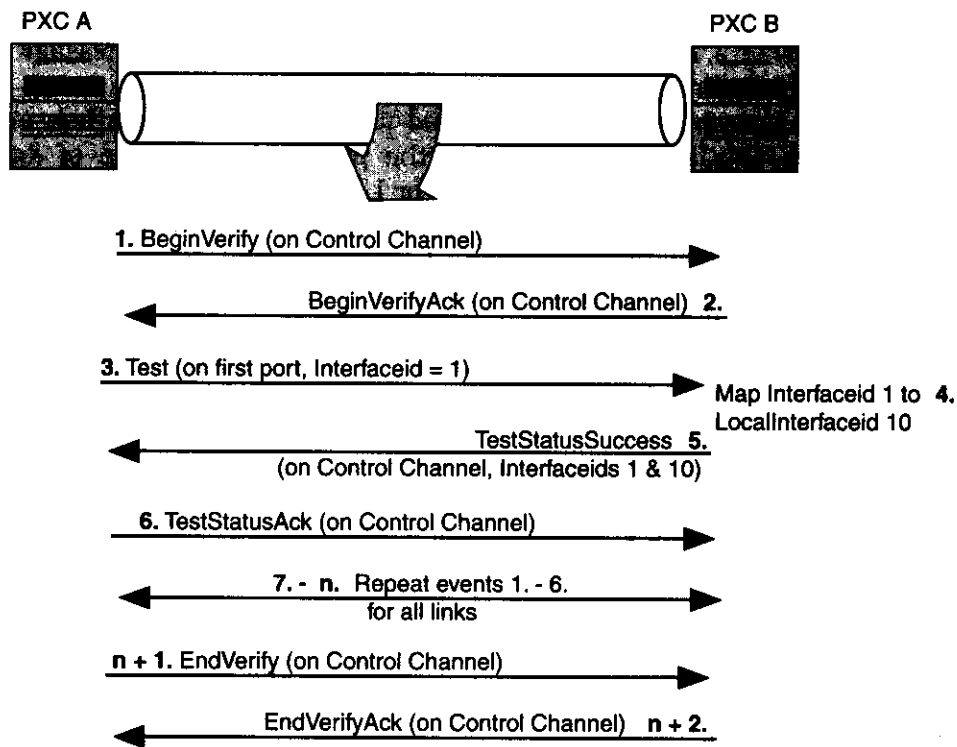 PXC A
PXC B
1. BeginVerify (on Control Channel)
BeginVerifyAck (on Control Channel) 2.
3. Test (on first port, Interfaceid = 1)
Map Interfaceid 1 to 4.
LocalInterfaceid 10
TestStatusSuccess 5.
(on Control Channel, Interfaceids 1 & 10)
6. TestStatusAck (on Control Channel)
7. - n. Repeat events 1. - 6.
for all links
n + 1. EndVerify (on Control Channel)
EndVerifyAck (on Control Channel) n + 2.